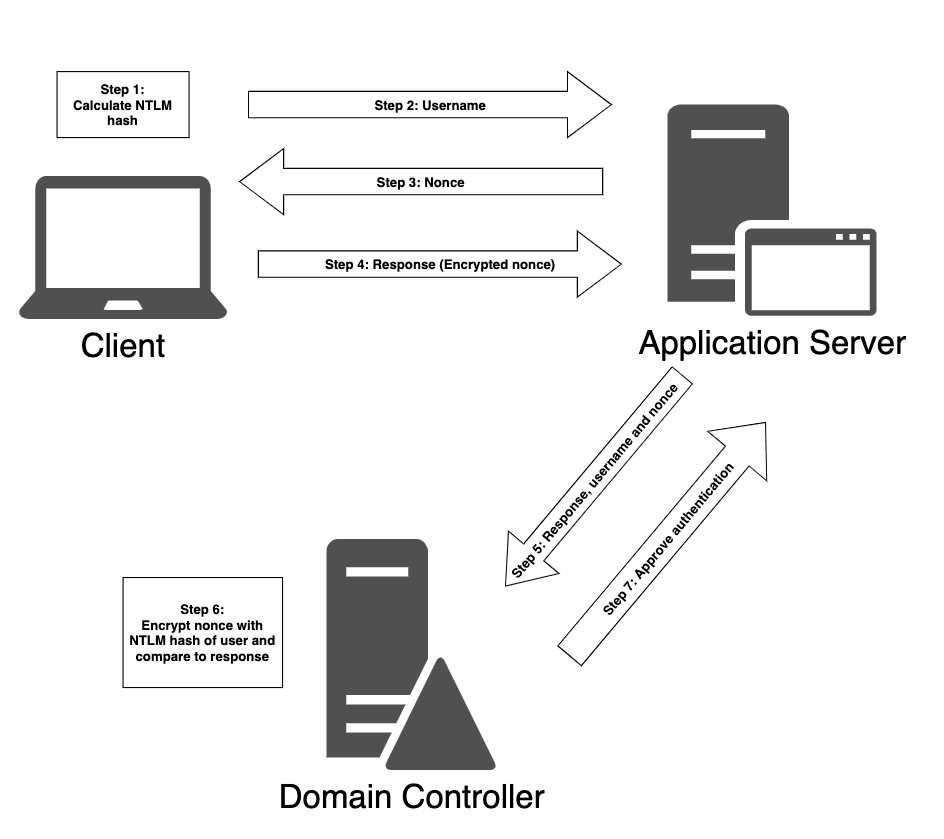 Step 1:
Calculate NTLM
hash
Step 2: Username
Step 3: Nonce
Step 4: Response (Encrypted nonce)
Client
Application Server
Step 5: Response, username and nonce
Step 7: Approve authentication
Step 6:
Encrypt nonce with
NTLM hash of user and
compare to response
Domain Controller